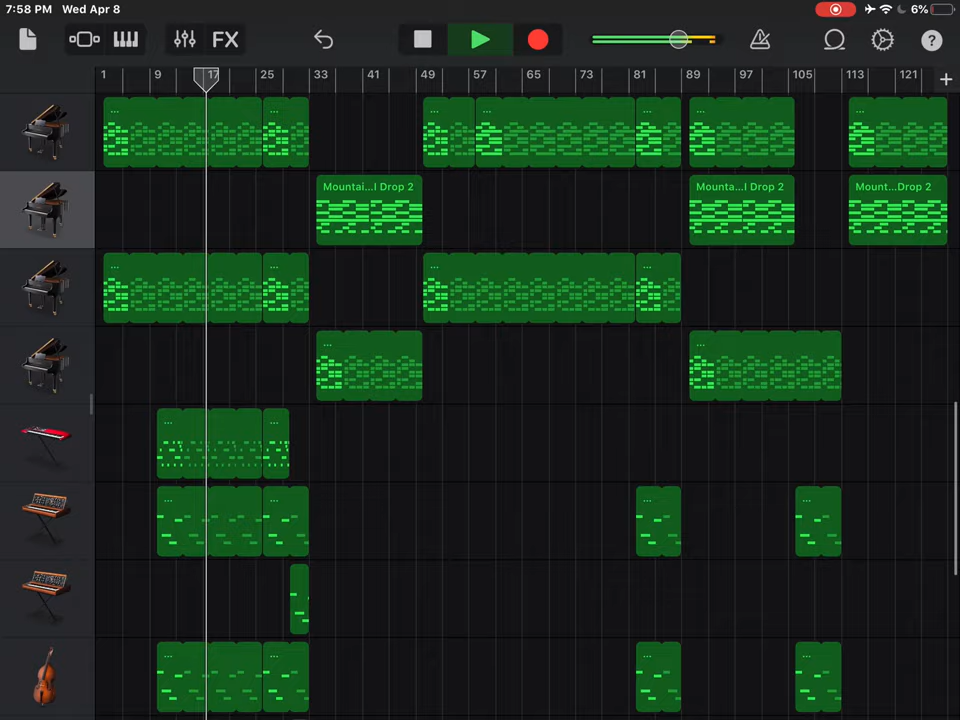 7:58 PM Wed Apr 8 6%
FX ?
1 9 17 25 33 41 49 57 65 73 81 89 97 105 113 121 +
... ... ... ... ... ... ...
Mountai...l Drop 2 Mounta...l Drop 2 Mount...Drop 2
... ... ... ...
... ...
... ...
... ... ... ...
... ... ... ...